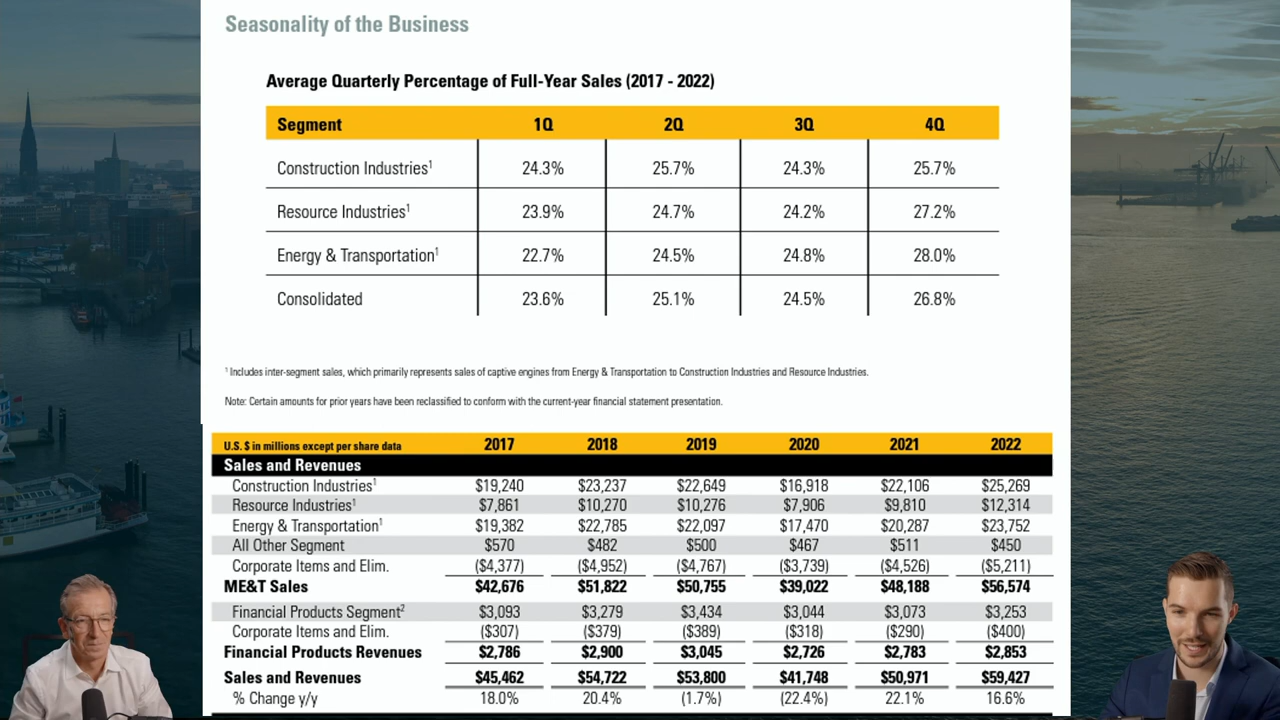 Seasonality of the Business
Average Quarterly Percentage of Full-Year Sales (2017 - 2022)
Segment 1Q 2Q 3Q 4Q
Construction Industries¹ 24.3% 25.7% 24.3% 25.7%
Resource Industries¹ 23.9% 24.7% 24.2% 27.2%
Energy & Transportation¹ 22.7% 24.5% 24.8% 28.0%
Consolidated 23.6% 25.1% 24.5% 26.8%
¹ Includes inter-segment sales, which primarily represents sales of captive engines from Energy & Transportation to Construction Industries and Resource Industries.
Note: Certain amounts for prior years have been reclassified to conform with the current-year financial statement presentation.
U.S. $ in millions except per share data 2017 2018 2019 2020 2021 2022
Sales and Revenues
Construction Industries¹ $19,240 $23,237 $22,649 $16,918 $22,106 $25,269
Resource Industries¹ $7,861 $10,270 $10,276 $7,906 $9,810 $12,314
Energy & Transportation¹ $19,382 $22,785 $22,097 $17,470 $20,287 $23,752
All Other Segment $570 $482 $500 $467 $511 $450
Corporate Items and Elim. ($4,377) ($4,952) ($4,767) ($3,739) ($4,526) ($5,211)
ME&T Sales $42,676 $51,822 $50,755 $39,022 $48,188 $56,574
Financial Products Segment² $3,093 $3,279 $3,434 $3,044 $3,073 $3,253
Corporate Items and Elim. ($307) ($379) ($389) ($318) ($290) ($400)
Financial Products Revenues $2,786 $2,900 $3,045 $2,726 $2,783 $2,853
Sales and Revenues $45,462 $54,722 $53,800 $41,748 $50,971 $59,427
% Change y/y 18.0% 20.4% (1.7%) (22.4%) 22.1% 16.6%